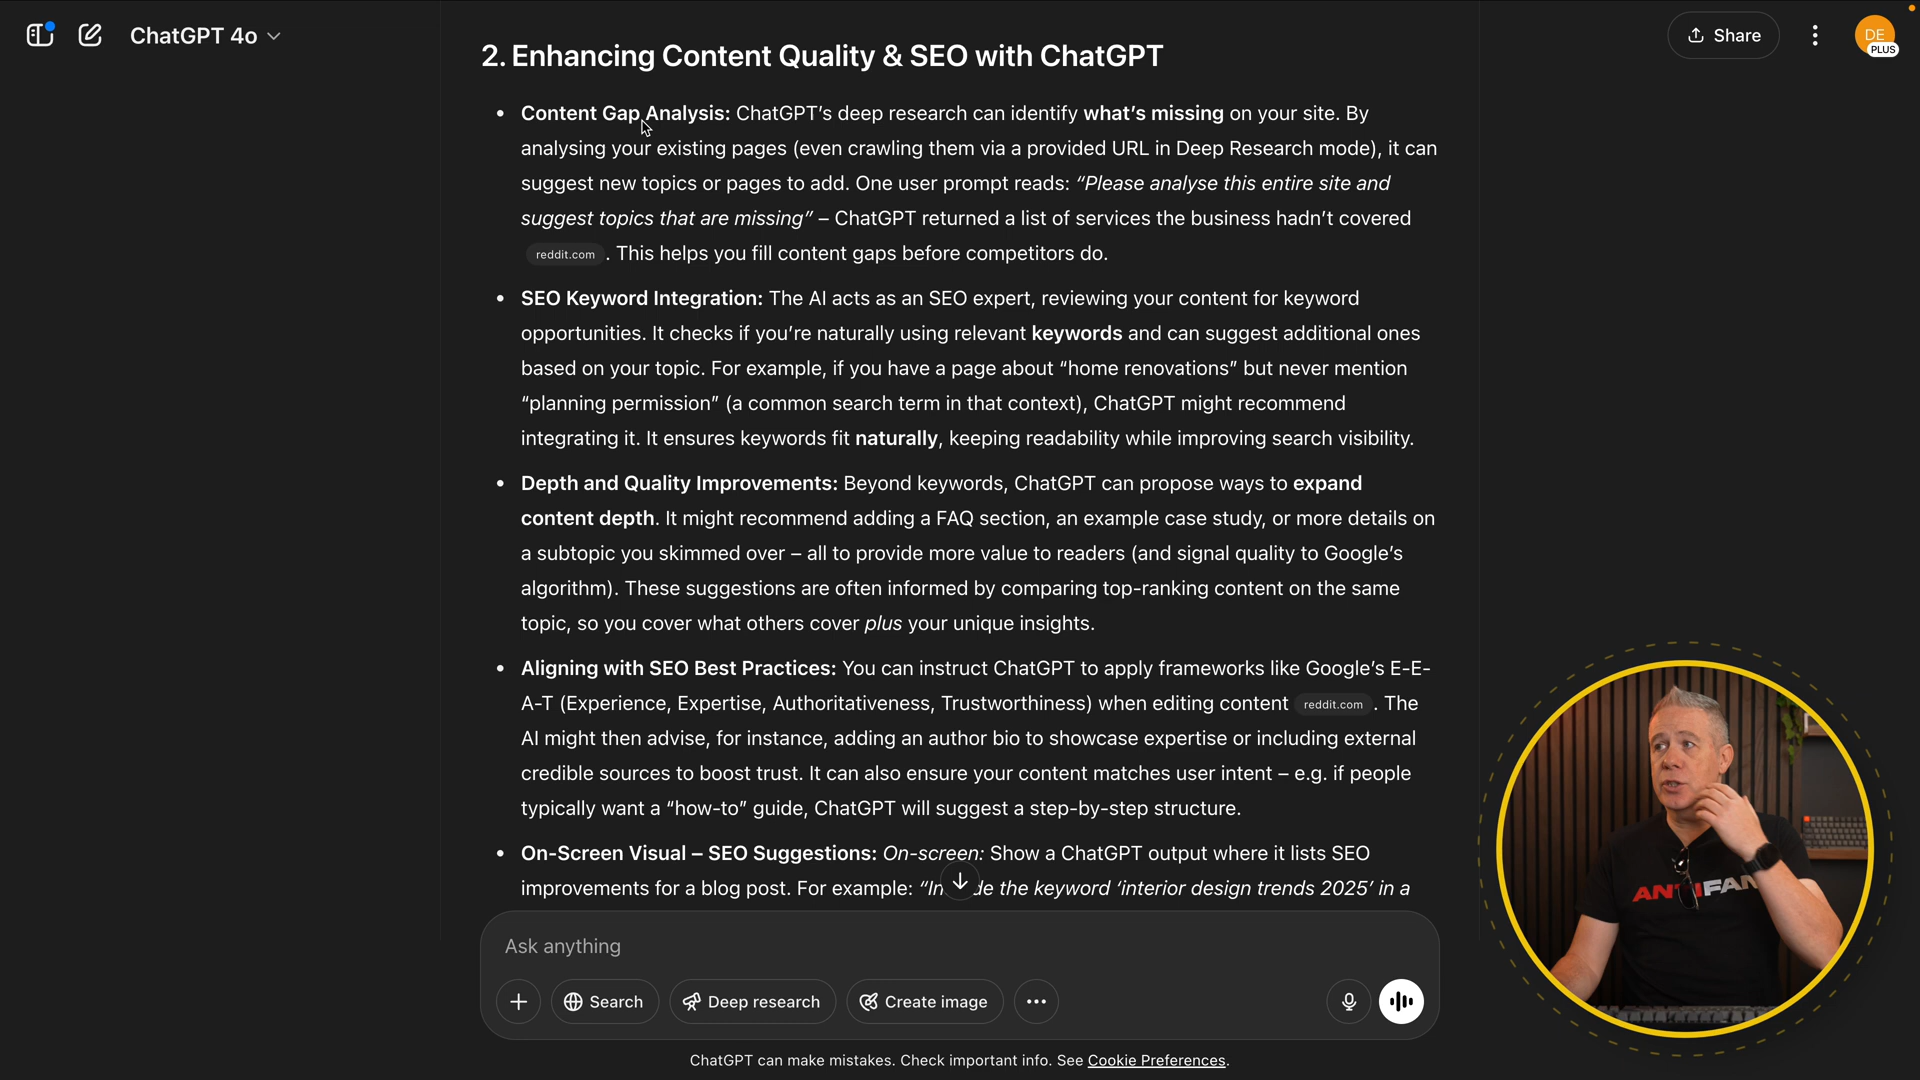 ChatGPT 4o
Share
DE
PLUS
2. Enhancing Content Quality & SEO with ChatGPT
• Content Gap Analysis: ChatGPT’s deep research can identify what’s missing on your site. By
analysing your existing pages (even crawling them via a provided URL in Deep Research mode), it can
suggest new topics or pages to add. One user prompt reads: “Please analyse this entire site and
suggest topics that are missing” – ChatGPT returned a list of services the business hadn’t covered
reddit.com . This helps you fill content gaps before competitors do.
• SEO Keyword Integration: The AI acts as an SEO expert, reviewing your content for keyword
opportunities. It checks if you’re naturally using relevant keywords and can suggest additional ones
based on your topic. For example, if you have a page about “home renovations” but never mention
“planning permission” (a common search term in that context), ChatGPT might recommend
integrating it. It ensures keywords fit naturally, keeping readability while improving search visibility.
• Depth and Quality Improvements: Beyond keywords, ChatGPT can propose ways to expand
content depth. It might recommend adding a FAQ section, an example case study, or more details on
a subtopic you skimmed over – all to provide more value to readers (and signal quality to Google’s
algorithm). These suggestions are often informed by comparing top-ranking content on the same
topic, so you cover what others cover plus your unique insights.
• Aligning with SEO Best Practices: You can instruct ChatGPT to apply frameworks like Google’s E-E-
A-T (Experience, Expertise, Authoritativeness, Trustworthiness) when editing content reddit.com . The
AI might then advise, for instance, adding an author bio to showcase expertise or including external
credible sources to boost trust. It can also ensure your content matches user intent – e.g. if people
typically want a “how-to” guide, ChatGPT will suggest a step-by-step structure.
• On-Screen Visual – SEO Suggestions: On-screen: Show a ChatGPT output where it lists SEO
improvements for a blog post. For example: the keyword ‘interior design trends 2025’ in a
Ask anything
Search
Deep research
Create image
ChatGPT can make mistakes. Check important info. See Cookie Preferences.